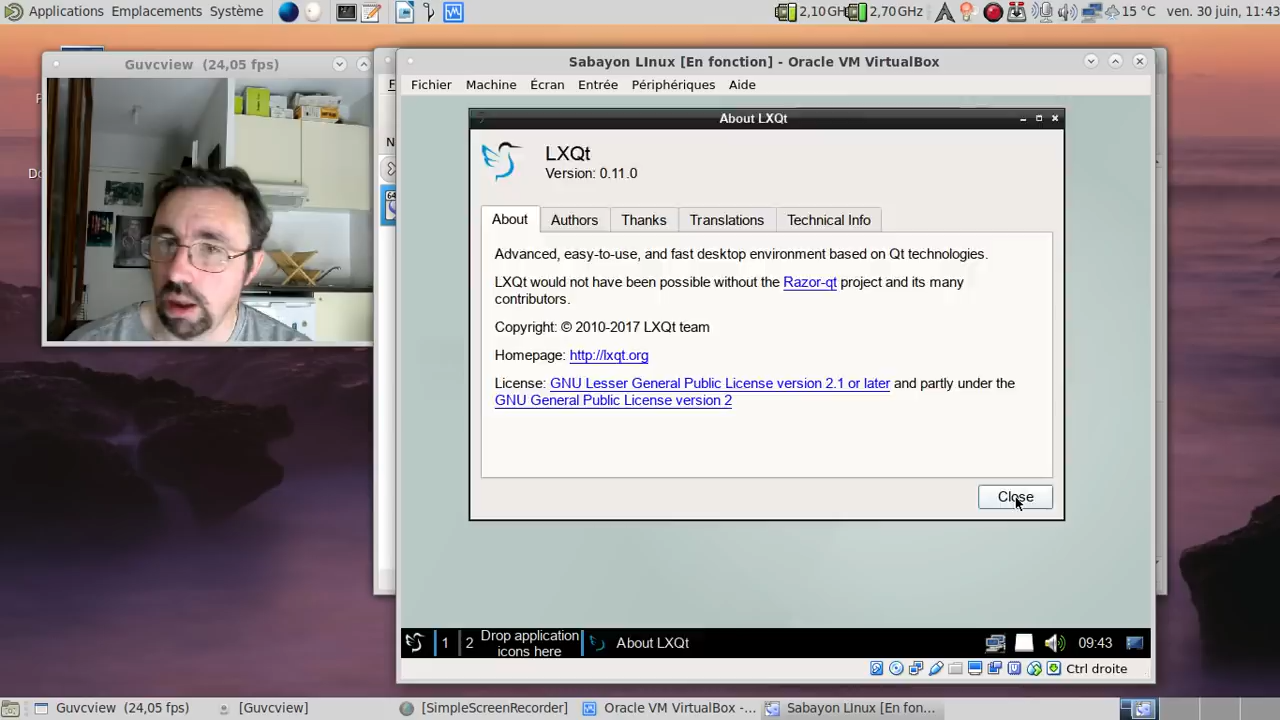 Applications Emplacements Système
2,10 GH 2,70 GHz
15 °C ven. 30 juin, 11:43
Guvcview (24,05 fps)
Sabayon LInux [En fonction] - Oracle VM VirtualBox
Fichier Machine Écran Entrée Périphériques Aide
About LXQt
LXQt
Version: 0.11.0
About Authors Thanks Translations Technical Info
Advanced, easy-to-use, and fast desktop environment based on Qt technologies.
LXQt would not have been possible without the Razor-qt project and its many
contributors.
Copyright: © 2010-2017 LXQt team
Homepage: http://lxqt.org
License: GNU Lesser General Public License version 2.1 or later and partly under the
GNU General Public License version 2
Close
1 2 Drop application
icons here
About LXQt
09:43
Ctrl droite
Guvcview (24,05 fps) [Guvcview] [SimpleScreenRecorder] Oracle VM VirtualBox -... Sabayon LInux [En fon...